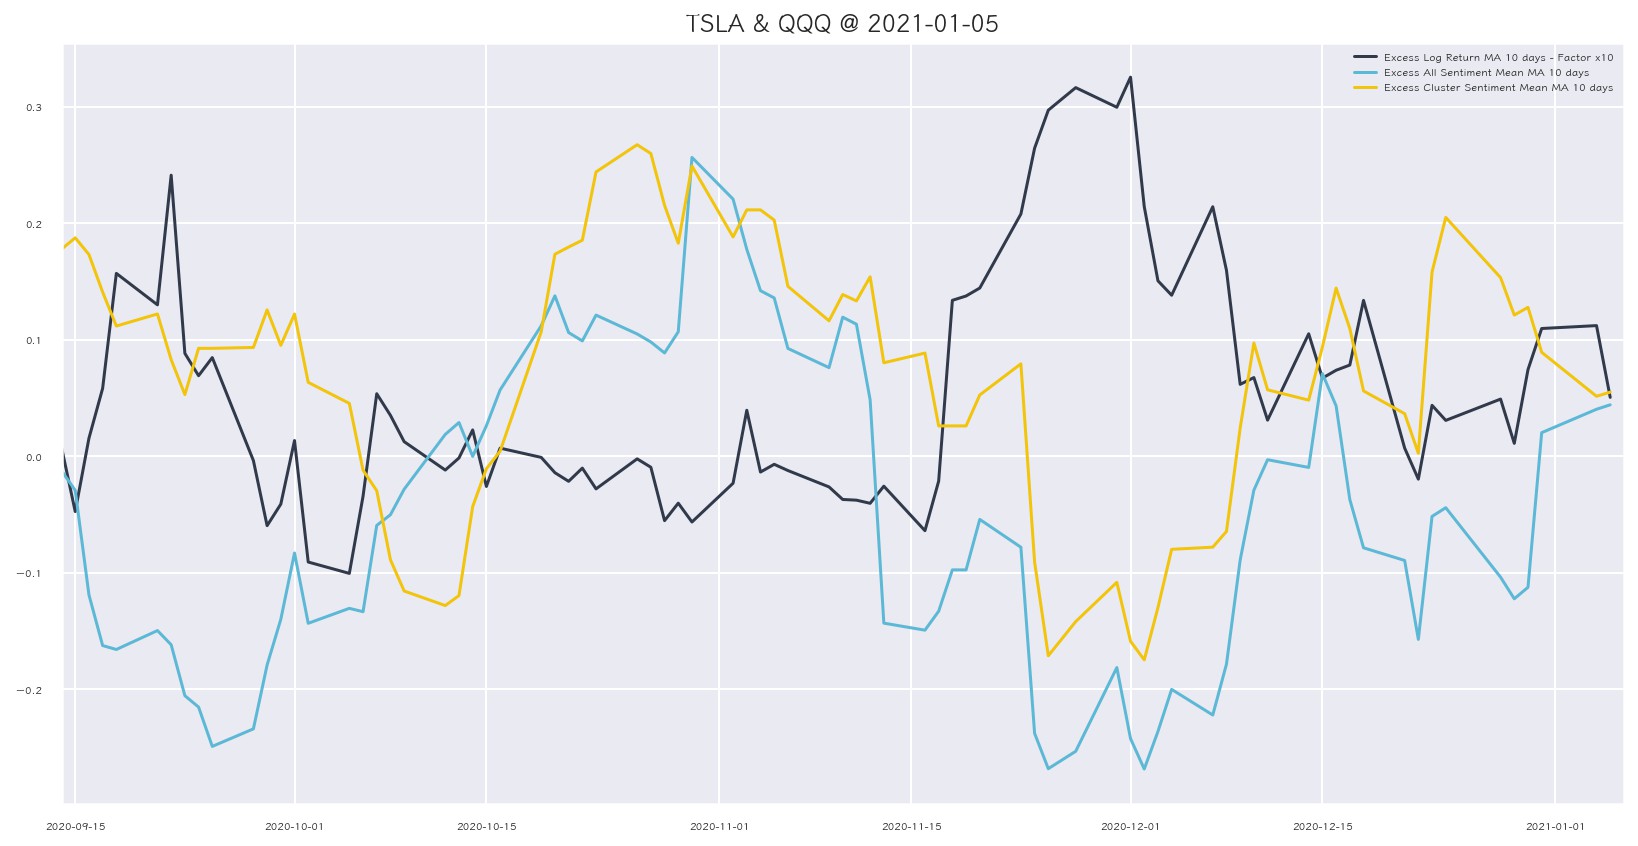 TSLA & QQQ @ 2021-01-05
Excess Log Return MA 10 days - Factor x10
Excess All Sentiment Mean MA 10 days
Excess Cluster Sentiment Mean MA 10 days
0.3
0.2
0.1
0.0
−0.1
−0.2
2020-09-15 2020-10-01 2020-10-15 2020-11-01 2020-11-15 2020-12-01 2020-12-15 2021-01-01